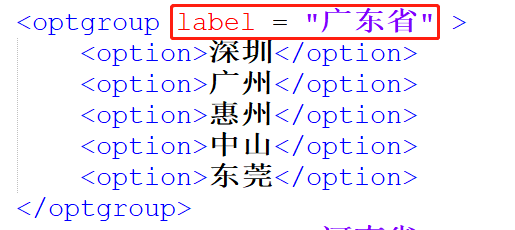 <optgroup label = "广东省" >
<option>深圳</option>
<option>广州</option>
<option>惠州</option>
<option>中山</option>
<option>东莞</option>
</optgroup>